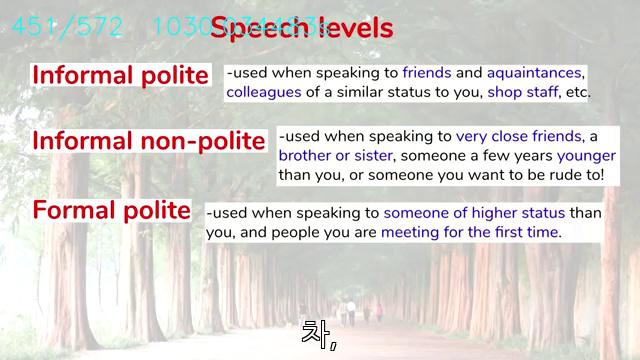 451/572
Speech levels
Informal polite
-used when speaking to friends and aquaintances,
colleagues of a similar status to you, shop staff, etc.
Informal non-polite
-used when speaking to very close friends, a
brother or sister, someone a few years younger
than you, or someone you want to be rude to!
Formal polite
-used when speaking to someone of higher status than
you, and people you are meeting for the first time.
차,